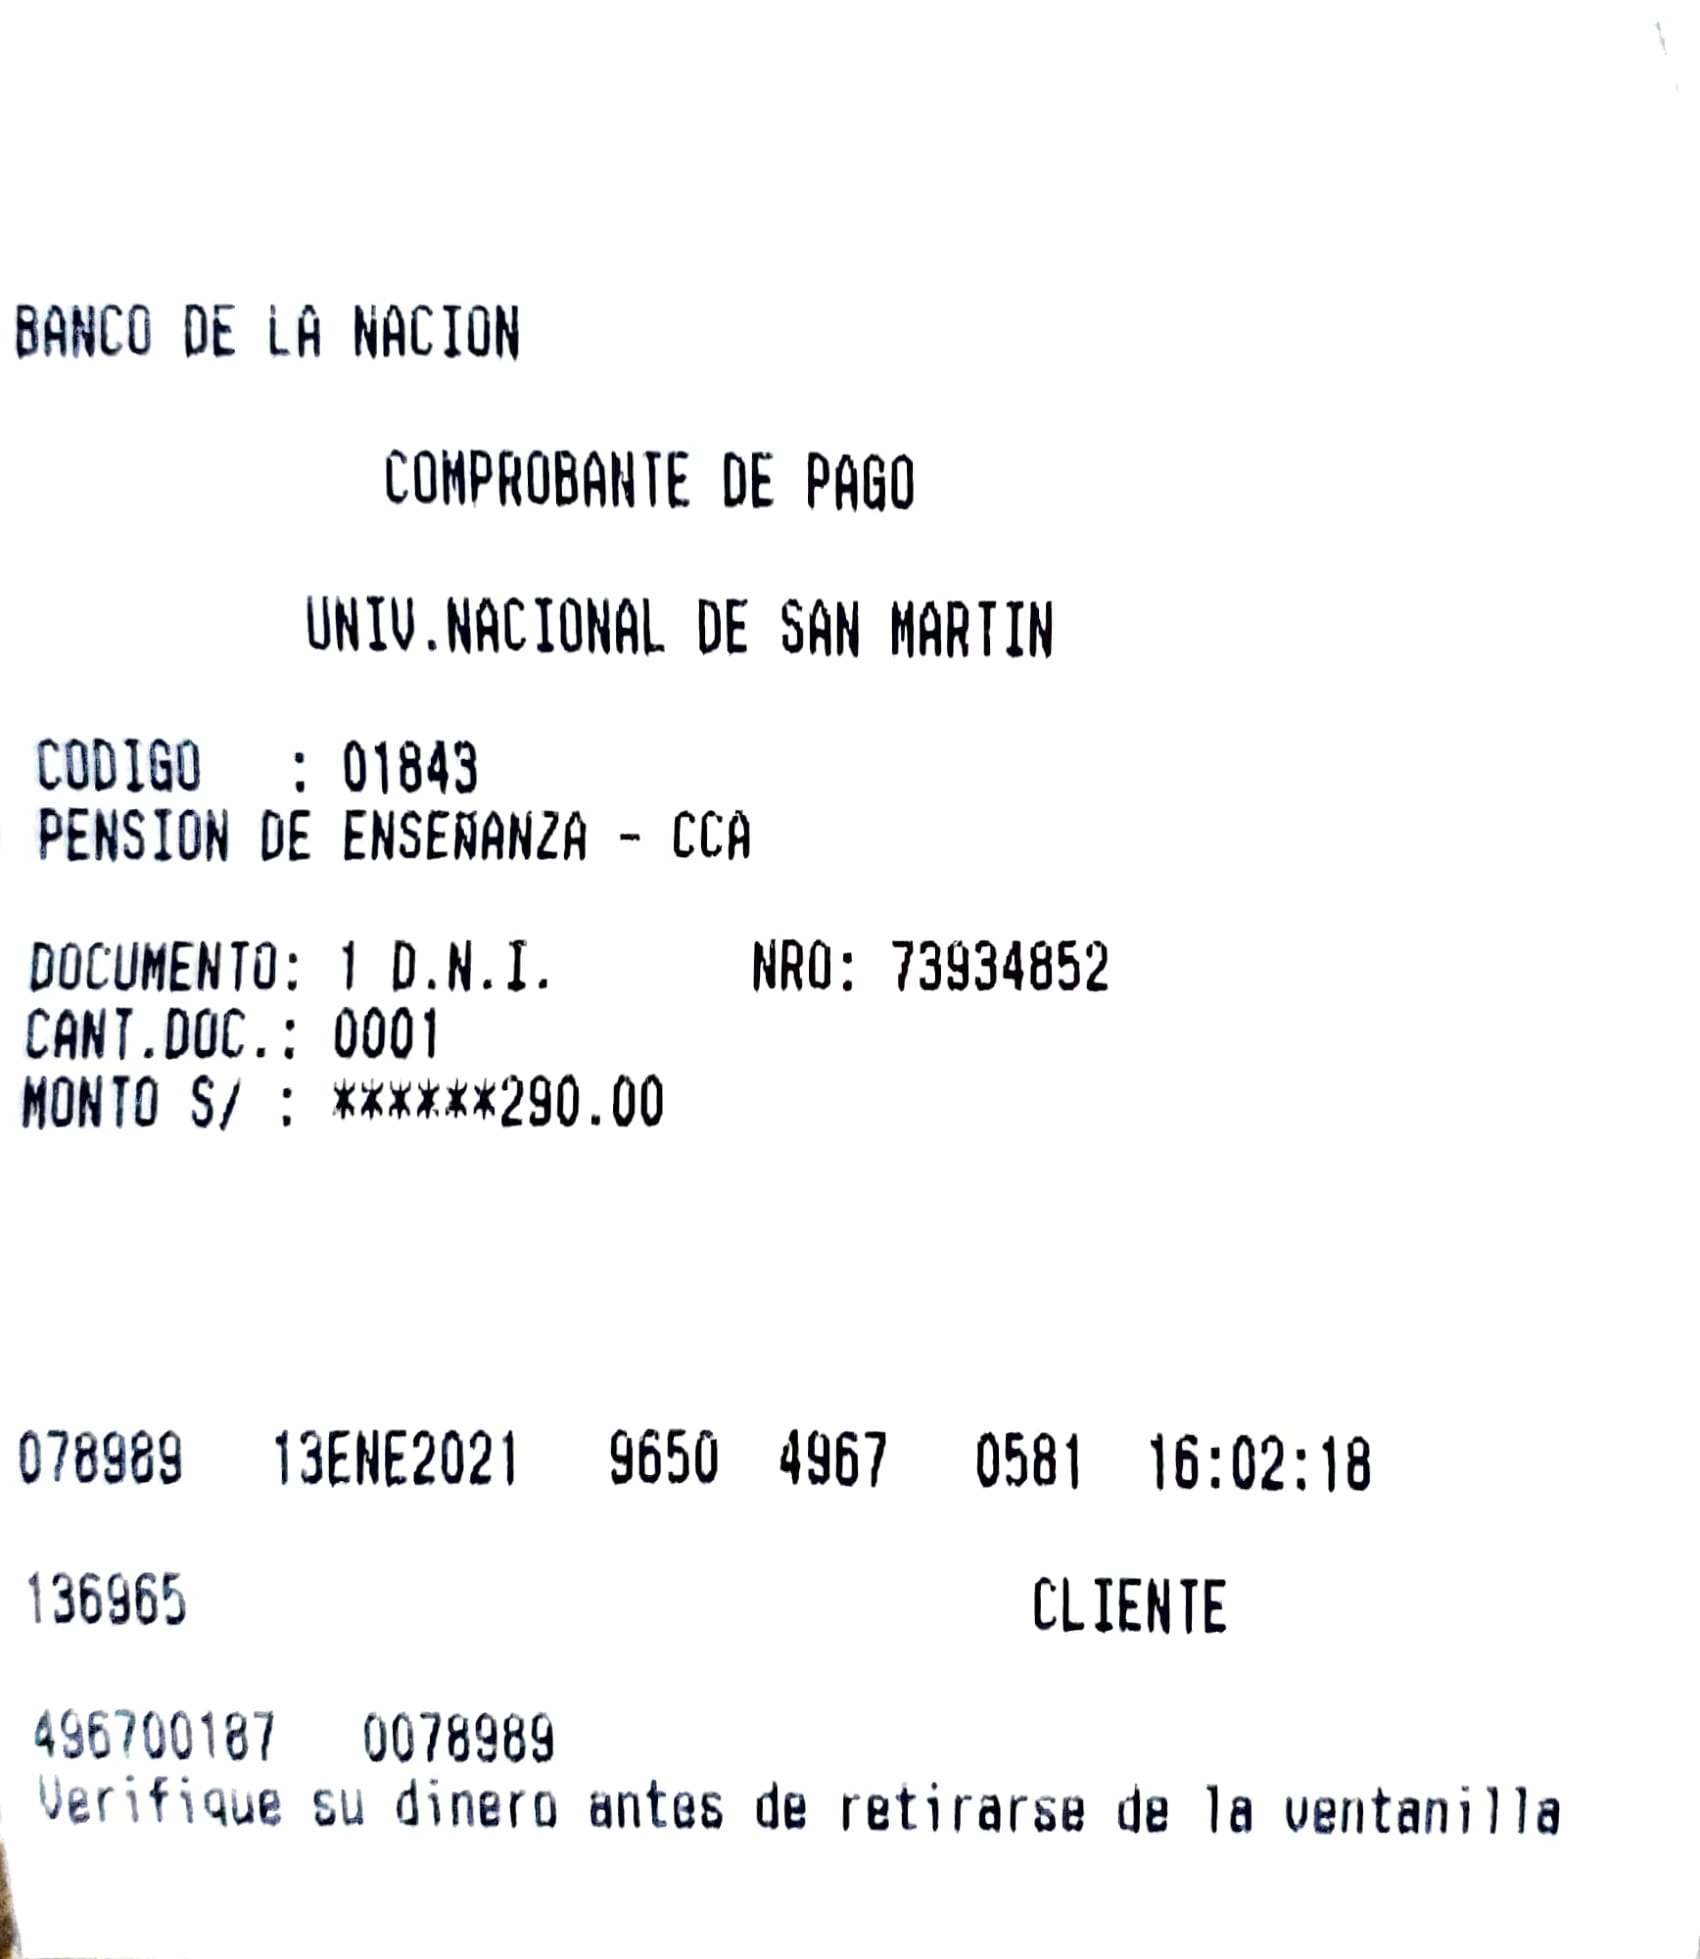 BANCO DE LA NACION
COMPROBANTE DE PAGO
UNIV.NACIONAL DE SAN MARTIN
CODIGO : 01843
PENSION DE ENSEÑANZA - CCA
DOCUMENTO: 1 D.N.I. NRO: 73934852
CANT.DOC.: 0001
MONTO S/ : ******290.00
078989 13ENE2021 9650 4967 0581 16:02:18
136965 CLIENTE
496700187 0078989
Verifique su dinero antes de retirarse de la ventanilla